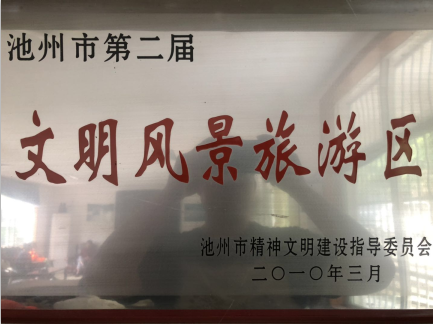 池州市第二届
文明风景旅游区
池州市精神文明建设指导委员会
二〇一〇年三月